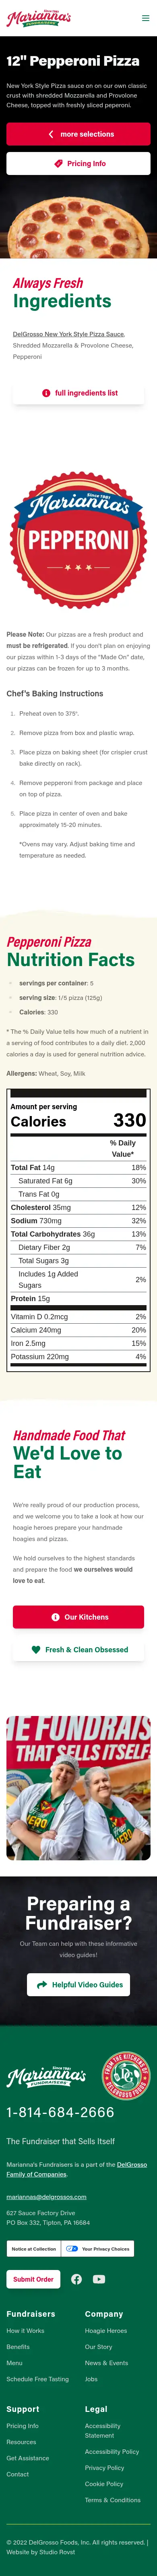 Since 1981
Marianna's
FUNDRAISERS
12" Pepperoni Pizza
New York Style Pizza Sauce on on our own classic
crust with shredded Mozzarella and Provolone
Cheese, topped with freshly sliced peperoni.
more selections
Pricing Info
Always Fresh
Ingredients
DelGrosso New York Style Pizza Sauce,
Shredded Mozzarella & Provolone Cheese,
Pepperoni
full ingredients list
Since 1981
Marianna's
FUNDRAISERS
PEPPERONI
Please Note: Our pizzas are a fresh product and
must be refrigerated. If you don't plan on enjoying
our pizzas within 1-3 days of the "Made On" date,
our pizzas can be frozen for up to 3 months.
Chef's Baking Instructions
1. Preheat oven to 375°.
2. Remove pizza from box and plastic wrap.
3. Place pizza on baking sheet (for crispier crust
bake directly on rack).
4. Remove pepperoni from package and place
on top of pizza.
5. Place pizza in center of oven and bake
approximately 15-20 minutes.
*Ovens may vary. Adjust baking time and
temperature as needed.
Pepperoni Pizza
Nutrition Facts
servings per container: 5
serving size: 1/5 pizza (125g)
Calories: 330
* The % Daily Value tells how much of a nutrient in
a serving of food contributes to a daily diet. 2,000
calories a day is used for general nutrition advice.
Allergens: Wheat, Soy, Milk
Amount per serving
Calories 330
% Daily
Value*
Total Fat 14g 18%
Saturated Fat 6g 30%
Trans Fat 0g
Cholesterol 35mg 12%
Sodium 730mg 32%
Total Carbohydrates 36g 13%
Dietary Fiber 2g 7%
Total Sugars 3g
Includes 1g Added
Sugars 2%
Protein 15g
Vitamin D 0.2mcg 2%
Calcium 240mg 20%
Iron 2.5mg 15%
Potassium 220mg 4%
Handmade Food That
We'd Love to
Eat
We're really proud of our production process,
and we welcome you to take a look at how our
hoagie heroes prepare your handmade
hoagies and pizzas.
We hold ourselves to the highest standards
and prepare the food we ourselves would
love to eat.
Our Kitchens
Fresh & Clean Obsessed
HE FUNDRAISER
THAT SELLS ITSELF
HERO
HERO
Preparing a
Fundraiser?
Our Team can help with these informative
video guides!
Helpful Video Guides
Since 1981
Marianna's
FUNDRAISERS
FROM THE KITCHENS OF
DELGROSSO FOODS
1-814-684-2666
The Fundraiser that Sells Itself
Marianna's Fundraisers is a part of the DelGrosso
Family of Companies.
mariannas@delgrossos.com
627 Sauce Factory Drive
PO Box 332, Tipton, PA 16684
Notice at Collection
Your Privacy Choices
Submit Order
Fundraisers
How it Works
Benefits
Menu
Schedule Free Tasting
Company
Hoagie Heroes
Our Story
News & Events
Jobs
Support
Pricing Info
Resources
Get Assistance
Contact
Legal
Accessibility
Statement
Accessibility Policy
Privacy Policy
Cookie Policy
Terms & Conditions
© 2022 DelGrosso Foods, Inc. All rights reserved. |
Website by Studio Rovst